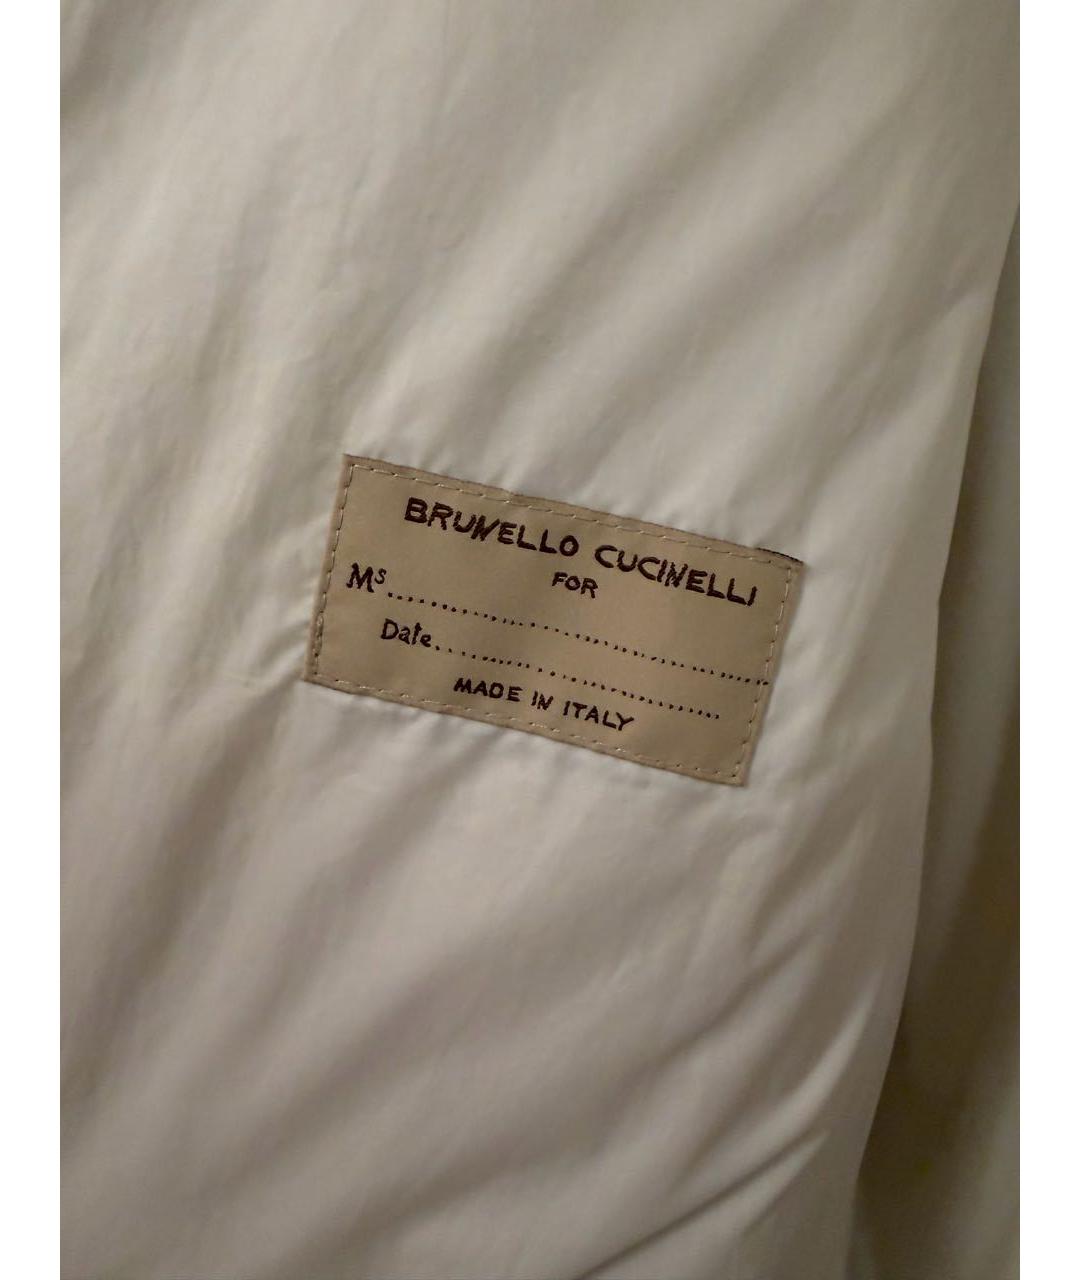 BRUNELLO CUCINELLI
FOR
Ms........................................
Date..............................
MADE IN ITALY